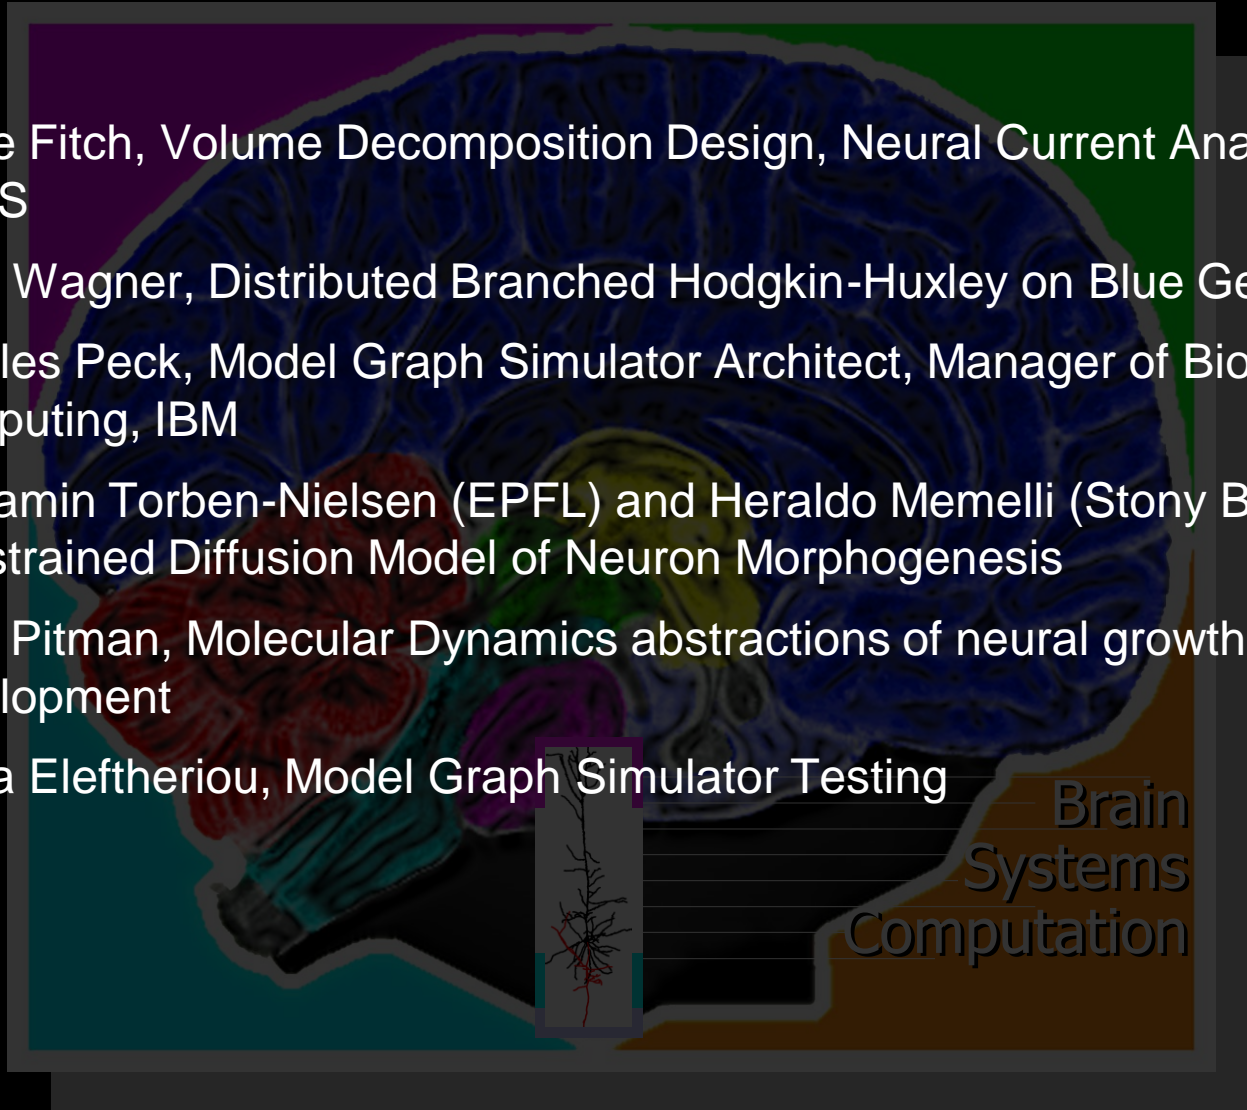 e Fitch, Volume Decomposition Design, Neural Current Ana
S
Wagner, Distributed Branched Hodgkin-Huxley on Blue Ge
les Peck, Model Graph Simulator Architect, Manager of Bio
puting, IBM
amin Torben-Nielsen (EPFL) and Heraldo Memelli (Stony B
strained Diffusion Model of Neuron Morphogenesis
Pitman, Molecular Dynamics abstractions of neural growth
lopment
a Eleftheriou, Model Graph Simulator Testing
Brain
Systems
Computation